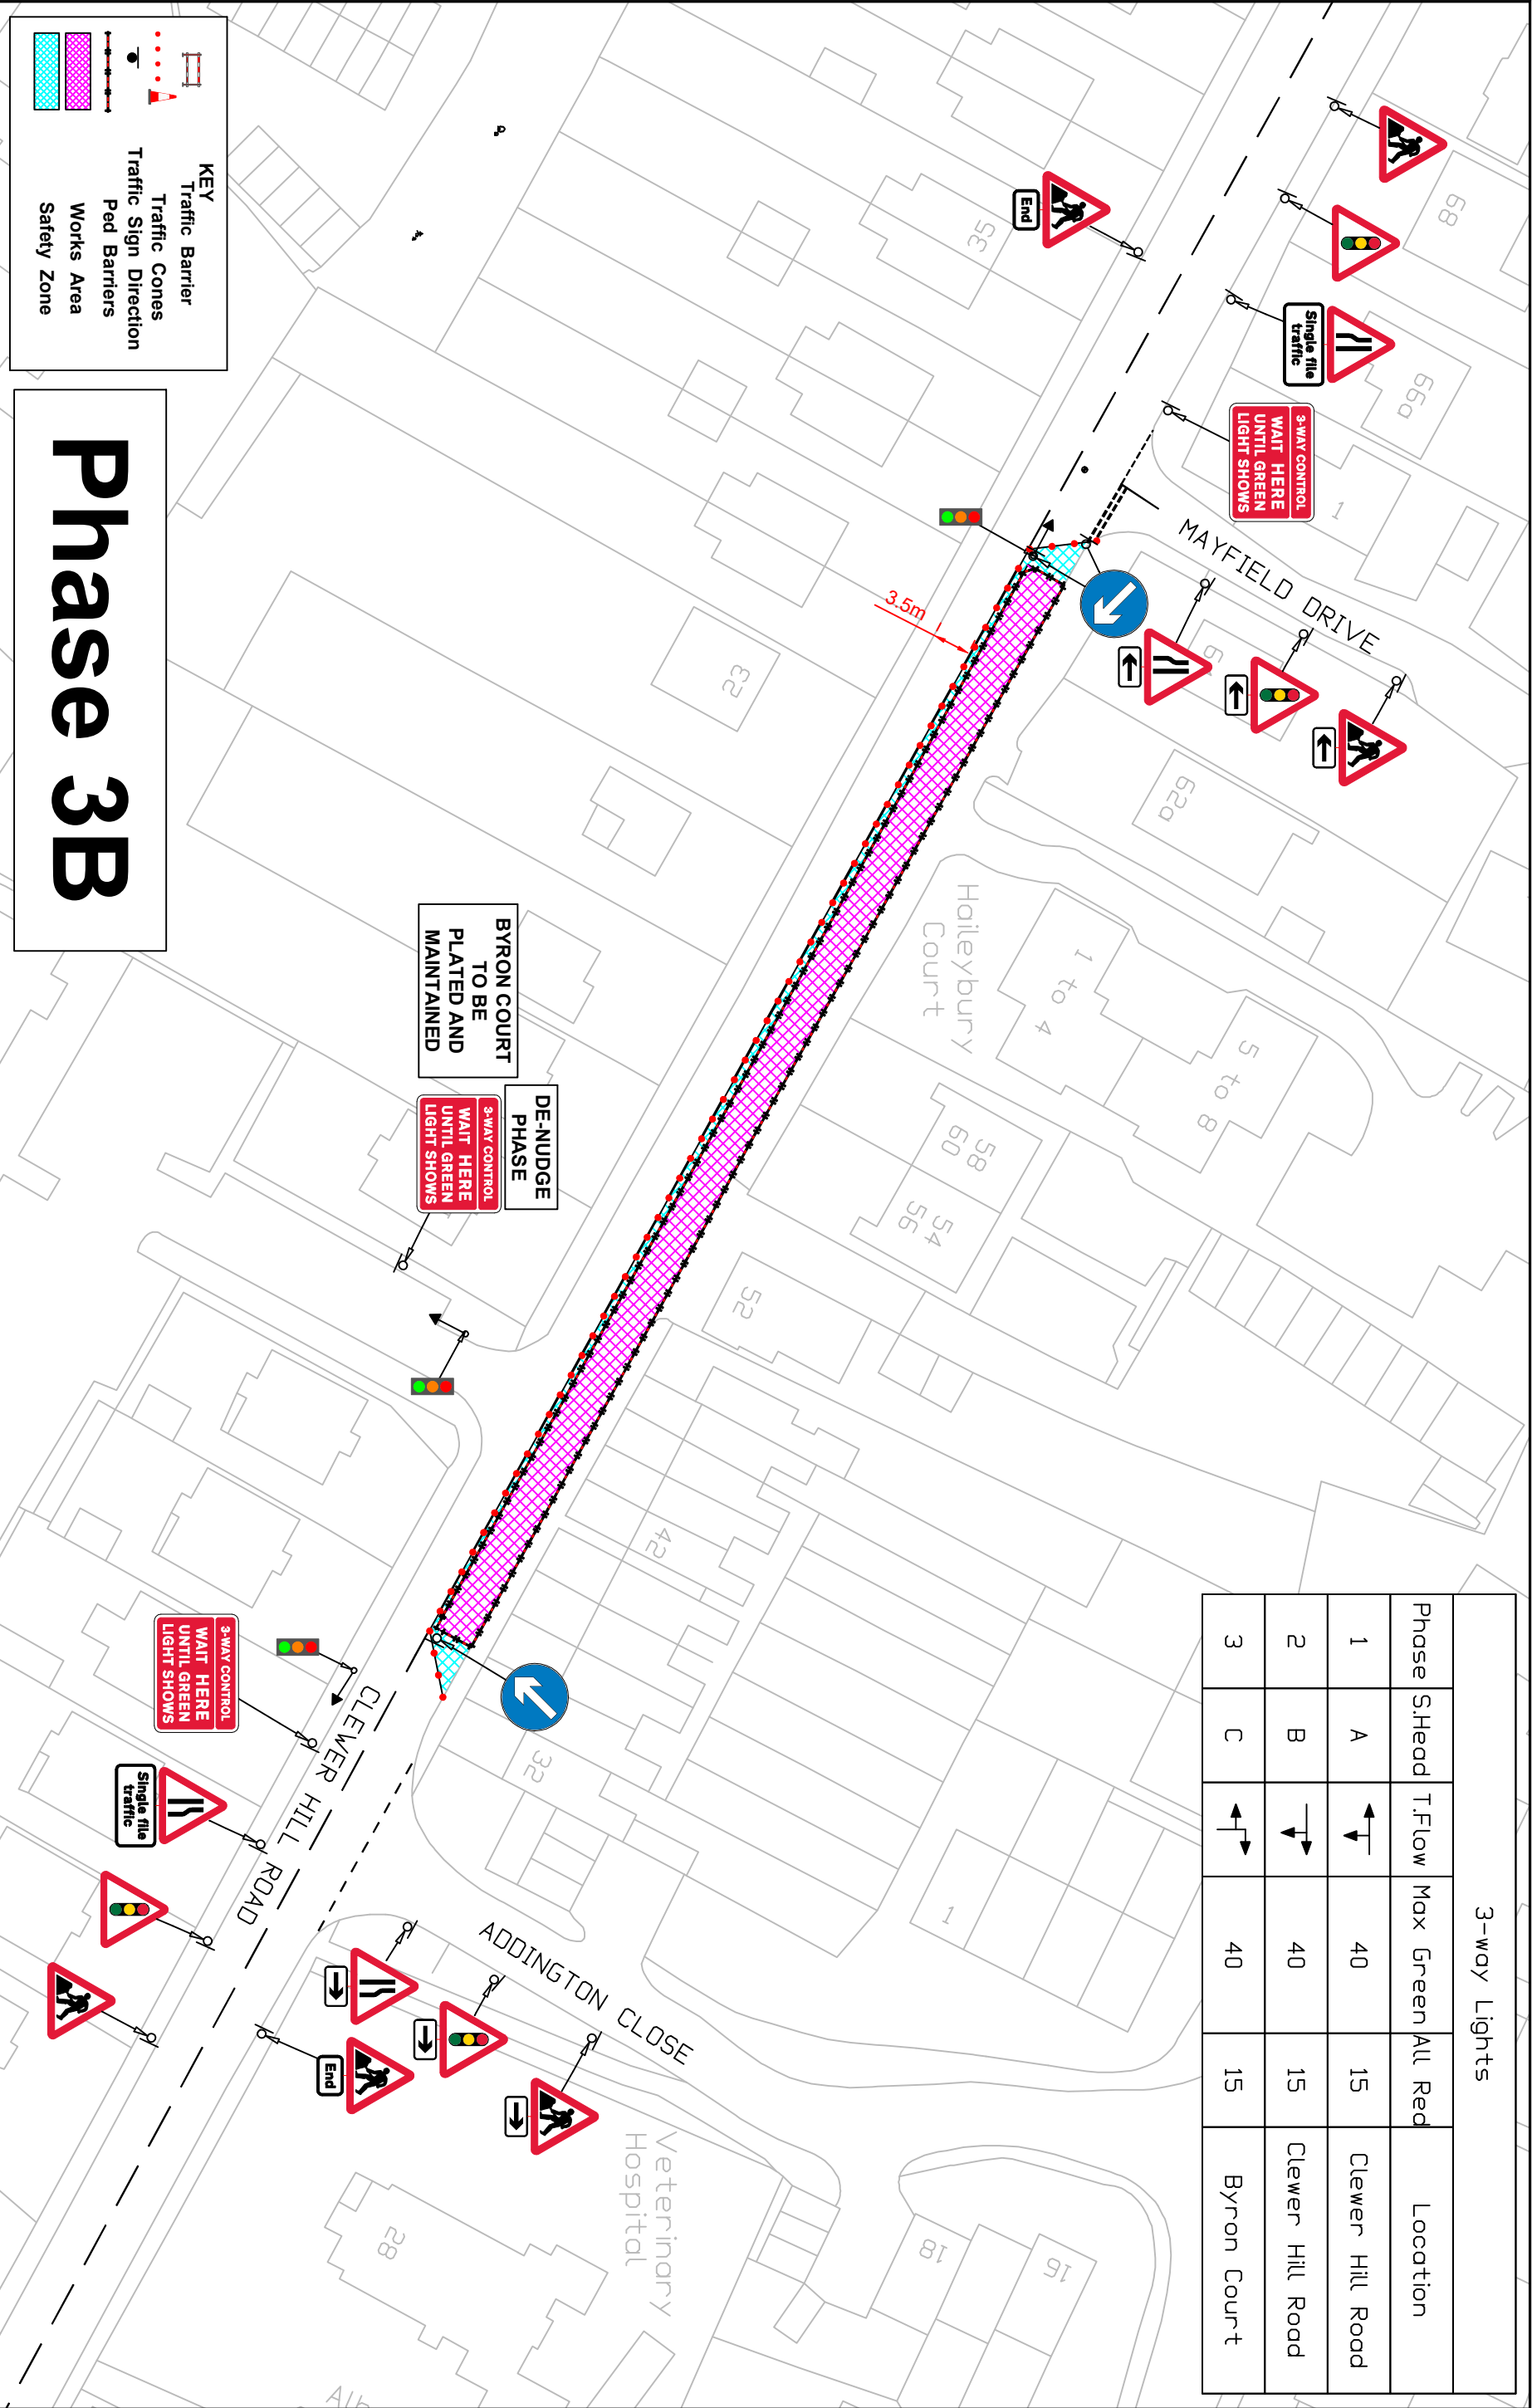 3-way Lights
Phase S.Head T.Flow Max Green All Red Location
1 A 40 15 Clewer Hill Road
2 B 40 15 Clewer Hill Road
3 C 40 15 Byron Court
68
66a
1
Single file
traffic
3-WAY CONTROL
WAIT HERE
UNTIL GREEN
LIGHT SHOWS
End
35
MAYFIELD DRIVE
62a
3.5m
23
Haileybury
Court
1 to 4
5 to 8
58
60
54
56
52
42
32
1
BYRON COURT
TO BE
PLATED AND
MAINTAINED
DE-NUDGE
PHASE
3-WAY CONTROL
WAIT HERE
UNTIL GREEN
LIGHT SHOWS
3-WAY CONTROL
WAIT HERE
UNTIL GREEN
LIGHT SHOWS
Single file
traffic
CLEWER HILL ROAD
ADDINGTON CLOSE
End
Veterinary
Hospital
28
18
16
KEY
Traffic Barrier
Traffic Cones
Traffic Sign Direction
Ped Barriers
Works Area
Safety Zone
Phase 3B